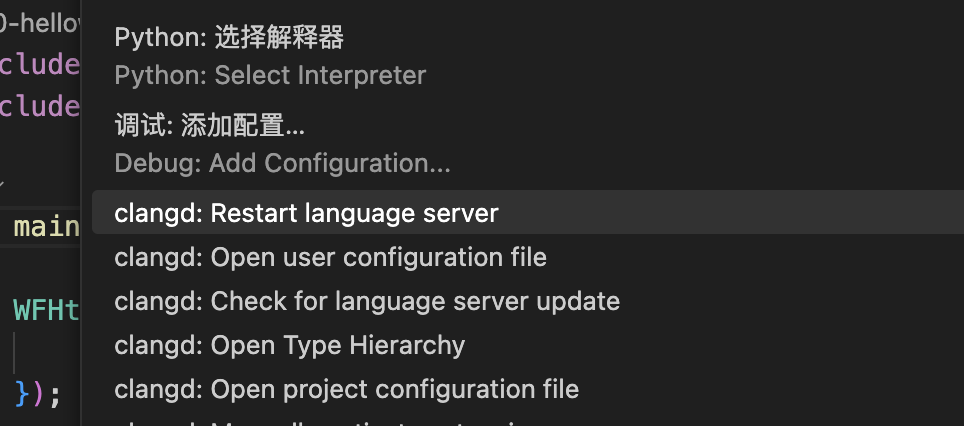 0-hellow
clude
clude
main
WFHt
});
Python: 选择解释器
Python: Select Interpreter
调试: 添加配置...
Debug: Add Configuration...
clangd: Restart language server
clangd: Open user configuration file
clangd: Check for language server update
clangd: Open Type Hierarchy
clangd: Open project configuration file